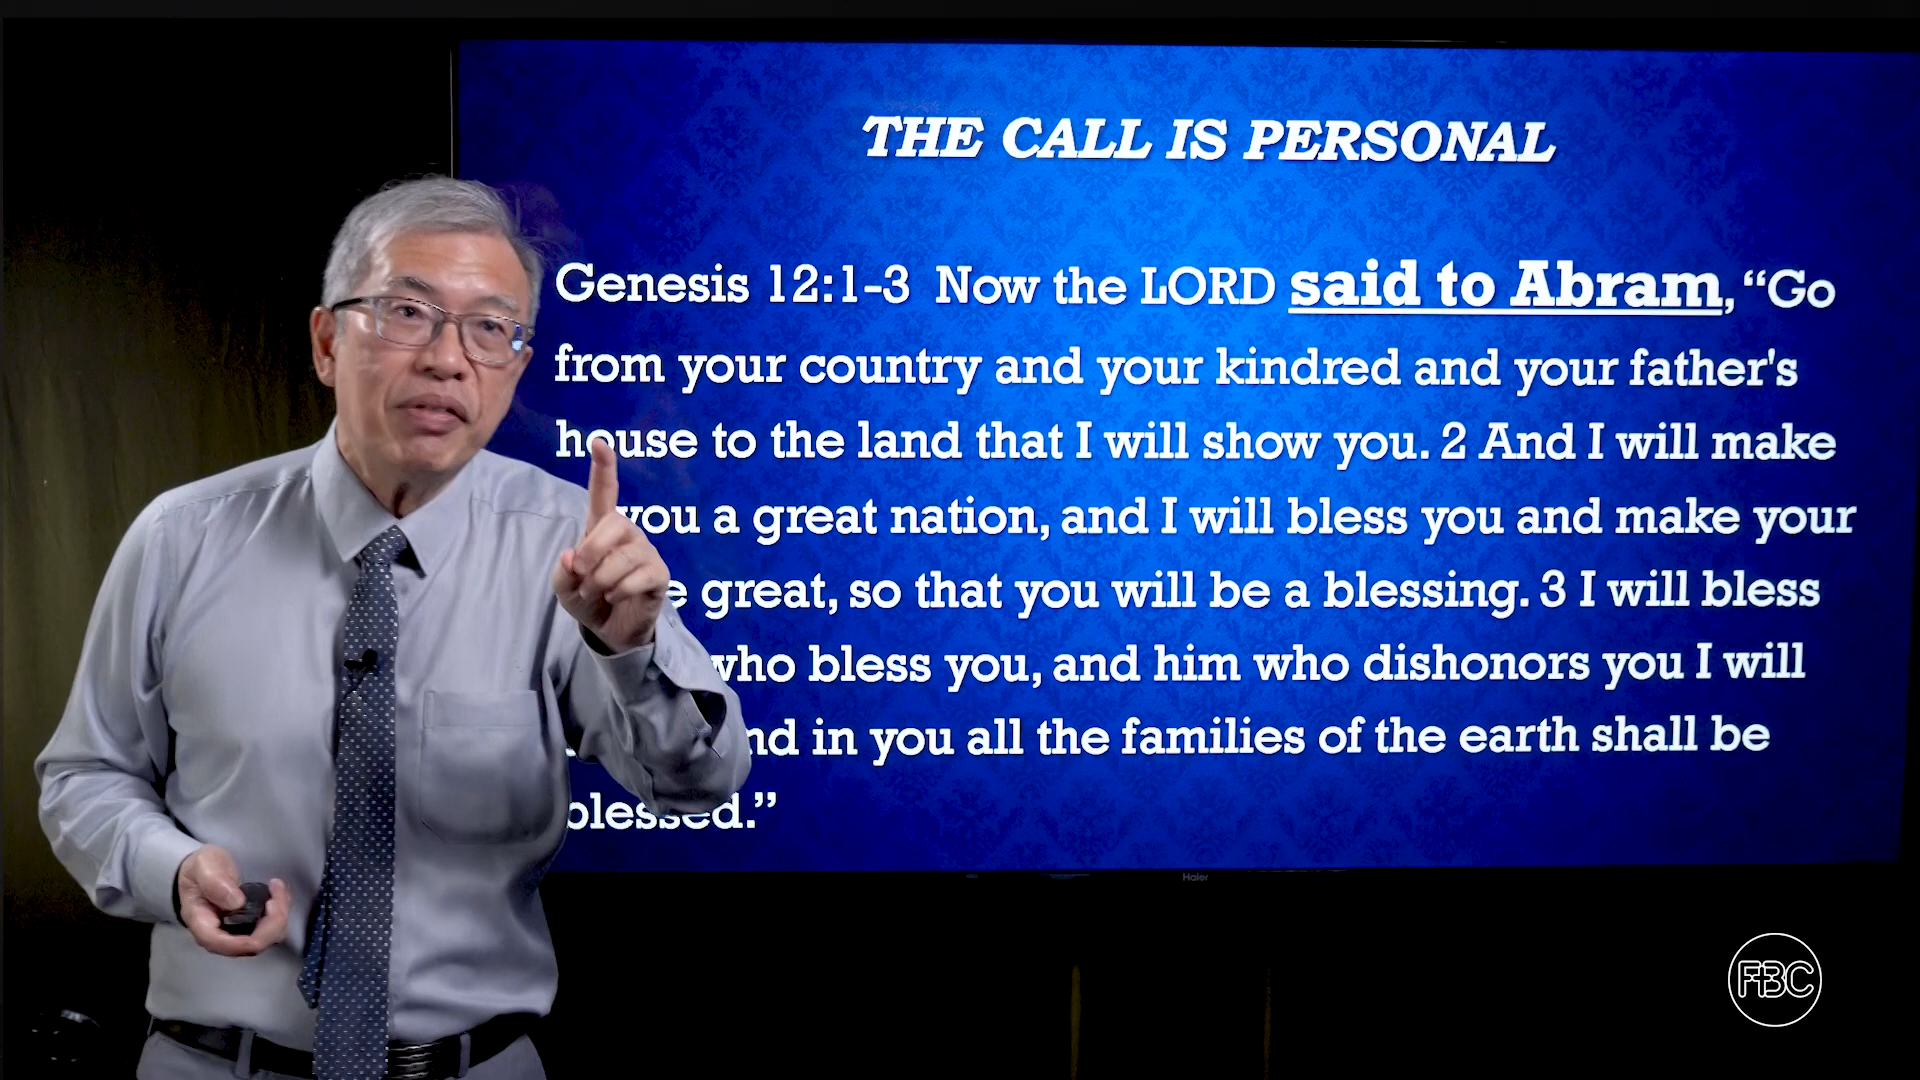 THE CALL IS PERSONAL
Genesis 12:1-3 Now the LORD said to Abram, “Go
from your country and your kindred and your father's
house to the land that I will show you. 2 And I will make
you a great nation, and I will bless you and make your
great, so that you will be a blessing. 3 I will bless
who bless you, and him who dishonors you I will
in you all the families of the earth shall be
blessed.”
Haier
FBC